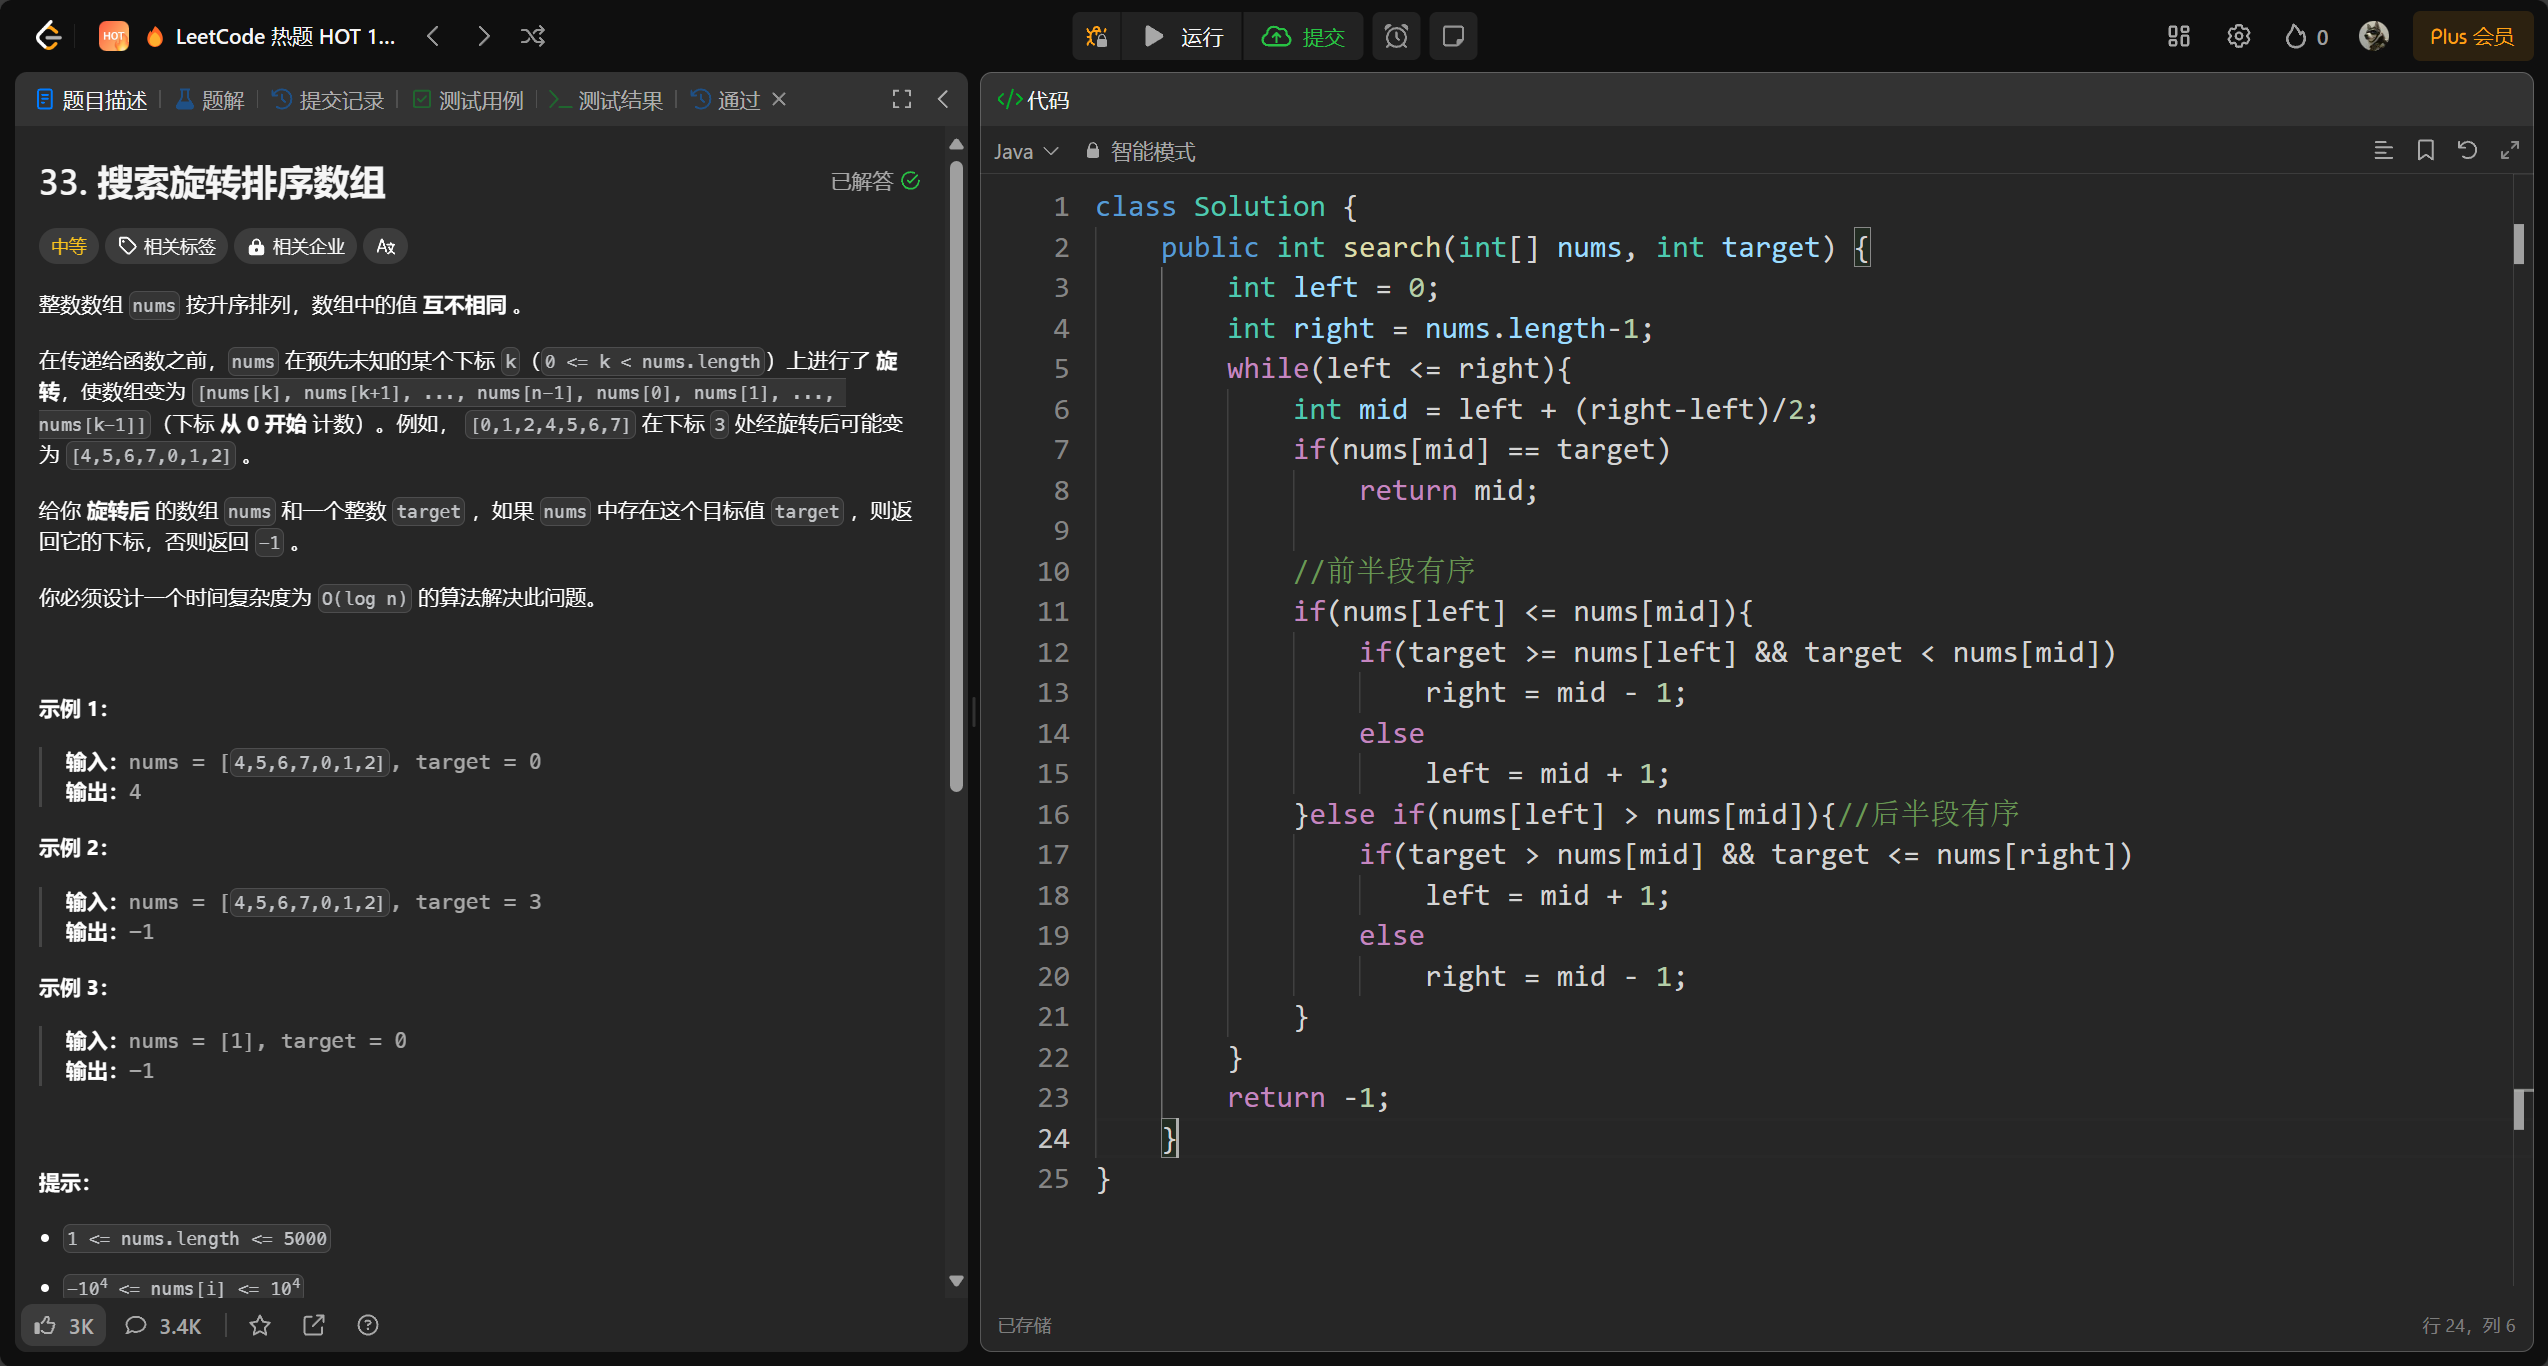 HOT LeetCode 热题 HOT 1... 运行 提交 0 Plus 会员
题目描述 题解 提交记录 测试用例 测试结果 通过
33. 搜索旋转排序数组 已解答
中等 相关标签 相关企业
整数数组 nums 按升序排列，数组中的值 互不相同 。
在传递给函数之前，nums 在预先未知的某个下标 k（0 <= k < nums.length）上进行了 旋
转，使数组变为 [nums[k], nums[k+1], ..., nums[n-1], nums[0], nums[1], ...,
nums[k-1]]（下标 从 0 开始 计数）。例如， [0,1,2,4,5,6,7] 在下标 3 处经旋转后可能变
为 [4,5,6,7,0,1,2] 。
给你 旋转后 的数组 nums 和一个整数 target ，如果 nums 中存在这个目标值 target ，则返
回它的下标，否则返回 -1 。
你必须设计一个时间复杂度为 O(log n) 的算法解决此问题。
示例 1：
输入：nums = [4,5,6,7,0,1,2], target = 0
输出：4
示例 2：
输入：nums = [4,5,6,7,0,1,2], target = 3
输出：-1
示例 3：
输入：nums = [1], target = 0
输出：-1
提示：
• 1 <= nums.length <= 5000
• -10⁴ <= nums[i] <= 10⁴
3K 3.4K
</> 代码
Java 智能模式
1 class Solution {
2     public int search(int[] nums, int target) {
3         int left = 0;
4         int right = nums.length-1;
5         while(left <= right){
6             int mid = left + (right-left)/2;
7             if(nums[mid] == target)
8                 return mid;
9
10             //前半段有序
11             if(nums[left] <= nums[mid]){
12                 if(target >= nums[left] && target < nums[mid])
13                     right = mid - 1;
14                 else
15                     left = mid + 1;
16             }else if(nums[left] > nums[mid]){//后半段有序
17                 if(target > nums[mid] && target <= nums[right])
18                     left = mid + 1;
19                 else
20                     right = mid - 1;
21             }
22         }
23         return -1;
24     }
25 }
已存储 行 24，列 6